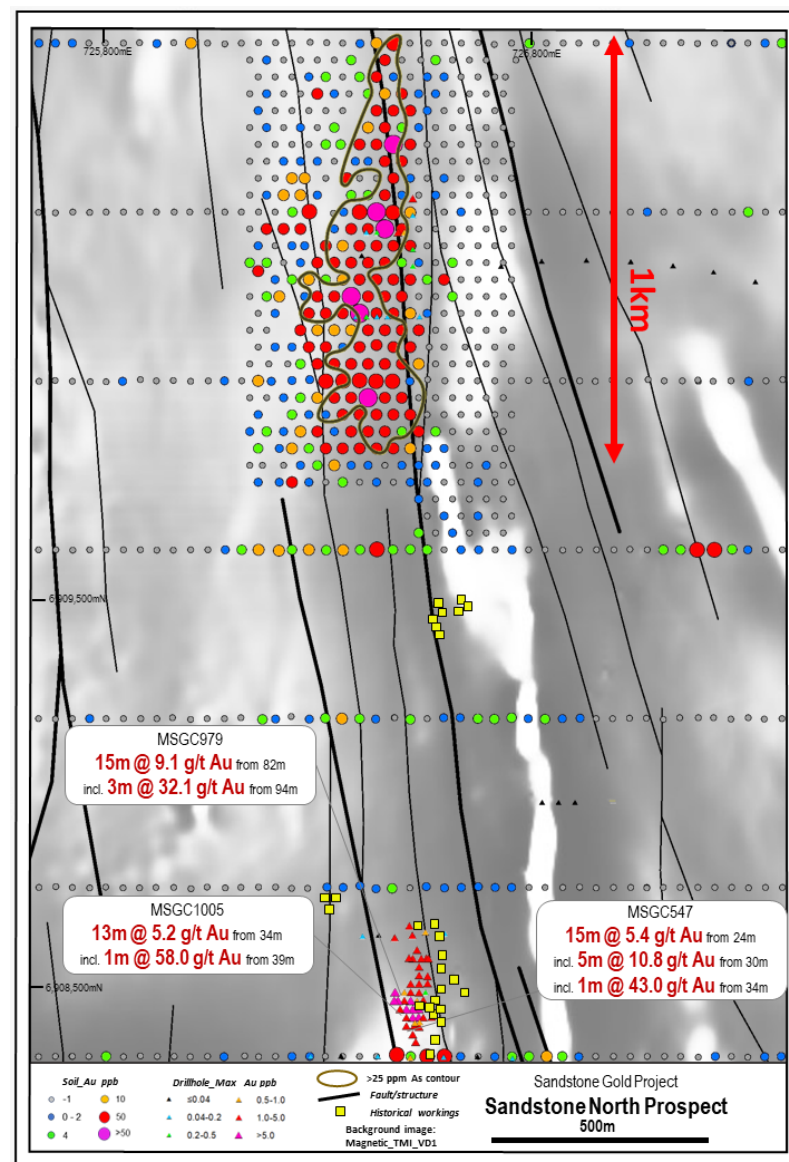 725,800mE
726,800mE
1km
6,909,500mN
MSGC979
15m @ 9.1 g/t Au from 82m
incl. 3m @ 32.1 g/t Au from 94m
MSGC1005
13m @ 5.2 g/t Au from 34m
incl. 1m @ 58.0 g/t Au from 39m
MSGC547
15m @ 5.4 g/t Au from 24m
incl. 5m @ 10.8 g/t Au from 30m
incl. 1m @ 43.0 g/t Au from 34m
6,908,500mN
Soil_Au ppb
-1
0 - 2
4
10
50
>50
Drillhole_Max Au ppb
≤0.04
0.04-0.2
0.2-0.5
0.5-1.0
1.0-5.0
>5.0
>25 ppm As contour
Fault/structure
Historical workings
Background image:
Magnetic_TMI_VD1
Sandstone Gold Project
Sandstone North Prospect
500m